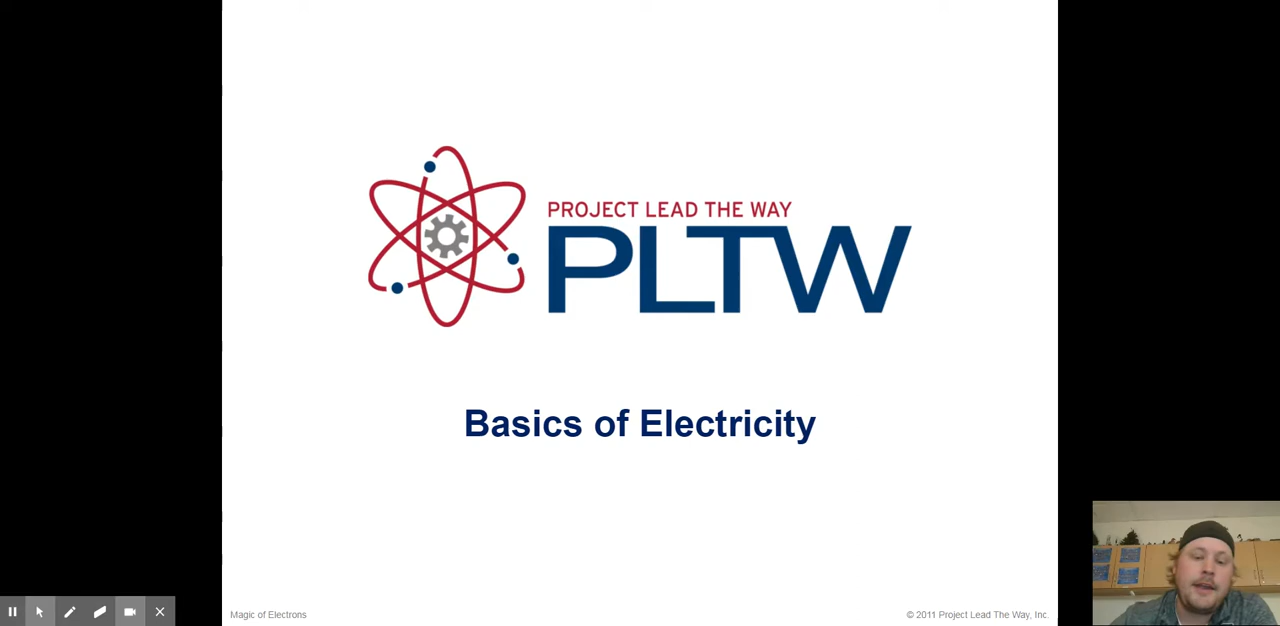 PROJECT LEAD THE WAY
PLTW
Basics of Electricity
Magic of Electrons
© 2011 Project Lead The Way, Inc.